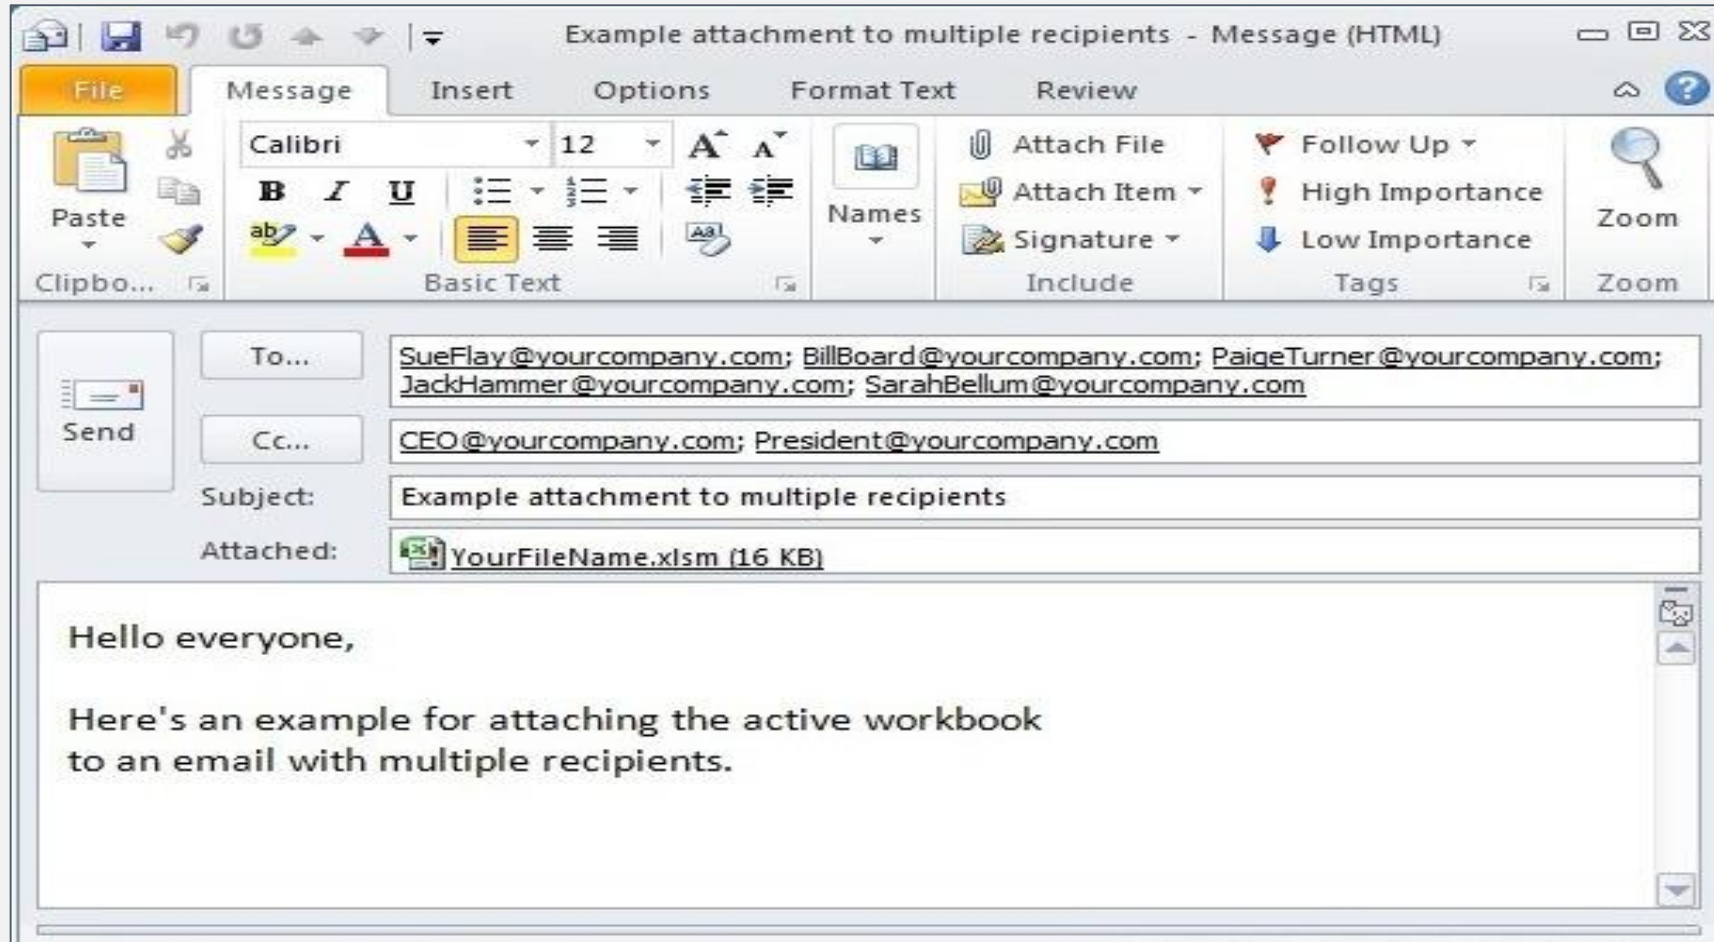 Example attachment to multiple recipients - Message (HTML)
File Message Insert Options Format Text Review
Calibri 12 A A Attach File Follow Up
B I U Attach Item High Importance
Paste Names Signature Low Importance Zoom
ab A Aa
Clipbo... Basic Text Include Tags Zoom
To... SueFlay@yourcompany.com; BillBoard@yourcompany.com; PaigeTurner@yourcompany.com;
JackHammer@yourcompany.com; SarahBellum@yourcompany.com
Send
Cc... CEO@yourcompany.com; President@yourcompany.com
Subject: Example attachment to multiple recipients
Attached: YourFileName.xlsm (16 KB)
Hello everyone,
Here's an example for attaching the active workbook
to an email with multiple recipients.